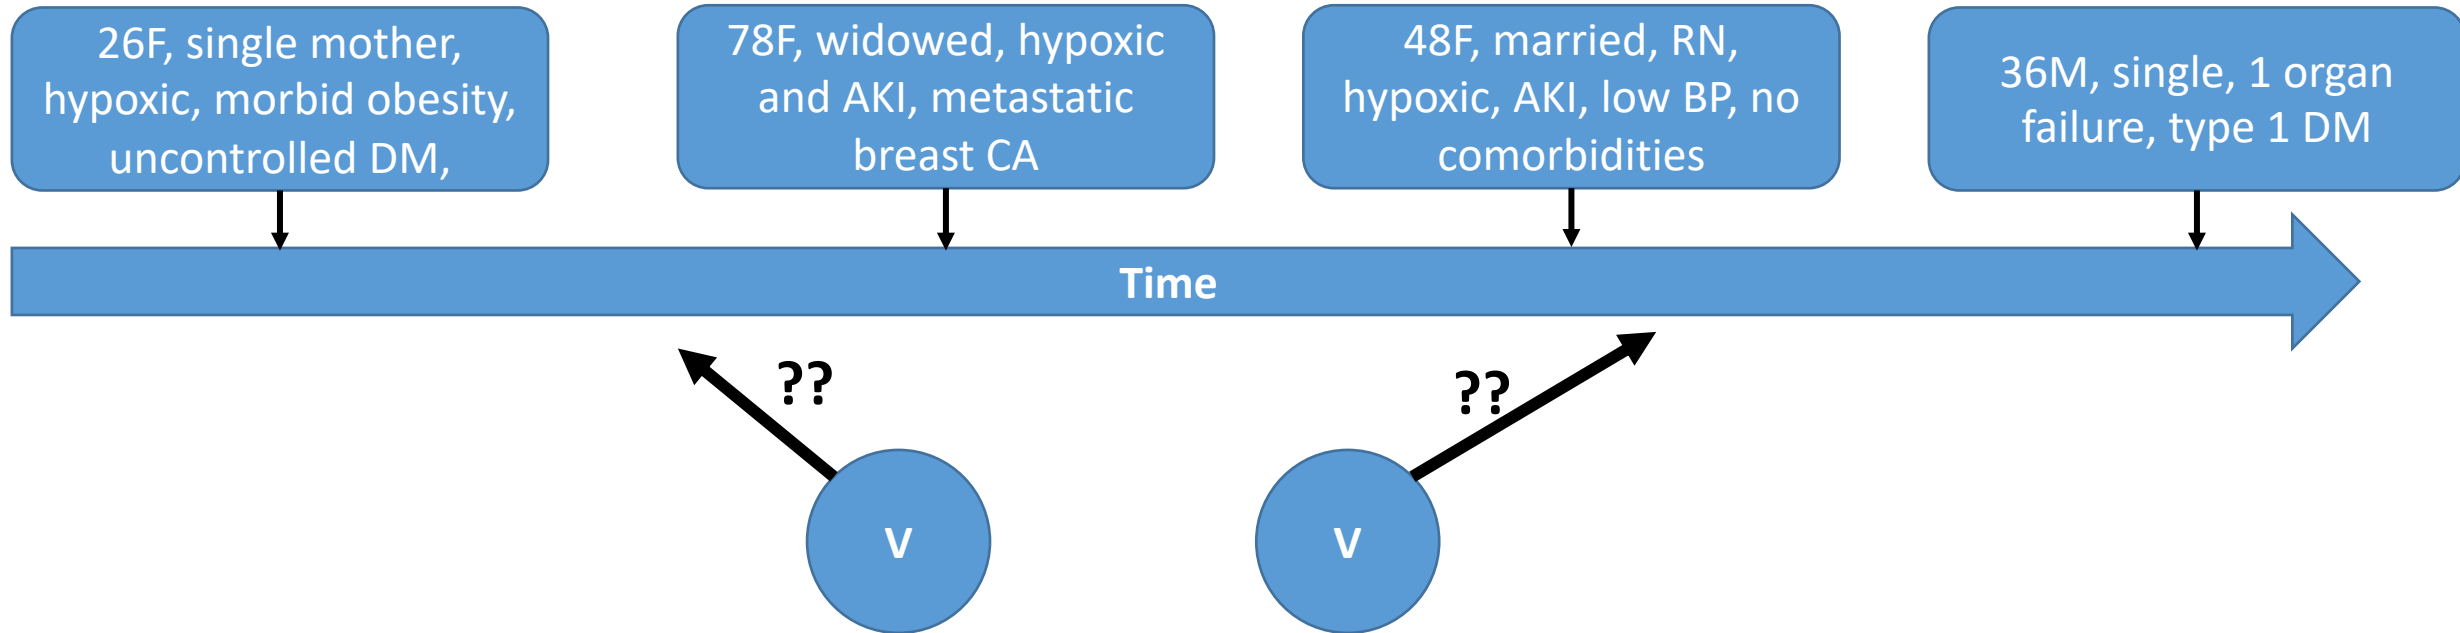 26F, single mother,
hypoxic, morbid obesity,
uncontrolled DM,
78F, widowed, hypoxic
and AKI, metastatic
breast CA
48F, married, RN,
hypoxic, AKI, low BP, no
comorbidities
36M, single, 1 organ
failure, type 1 DM
Time
??
??
V
V